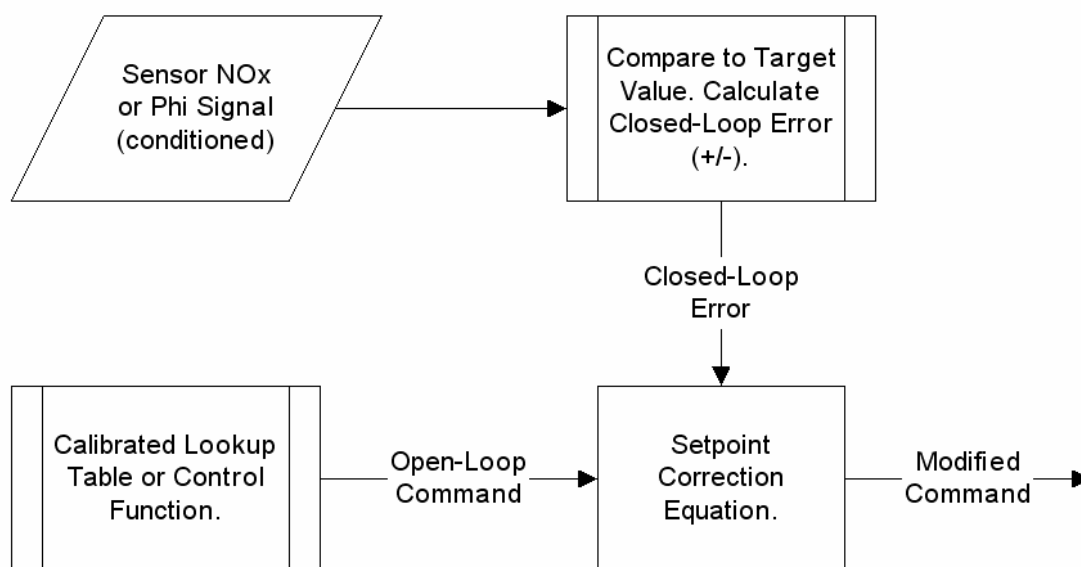 Sensor NOx
or Phi Signal
(conditioned)
Compare to Target
Value. Calculate
Closed-Loop Error
(+/-).
Closed-Loop
Error
Calibrated Lookup
Table or Control
Function.
Open-Loop
Command
Setpoint
Correction
Equation.
Modified
Command